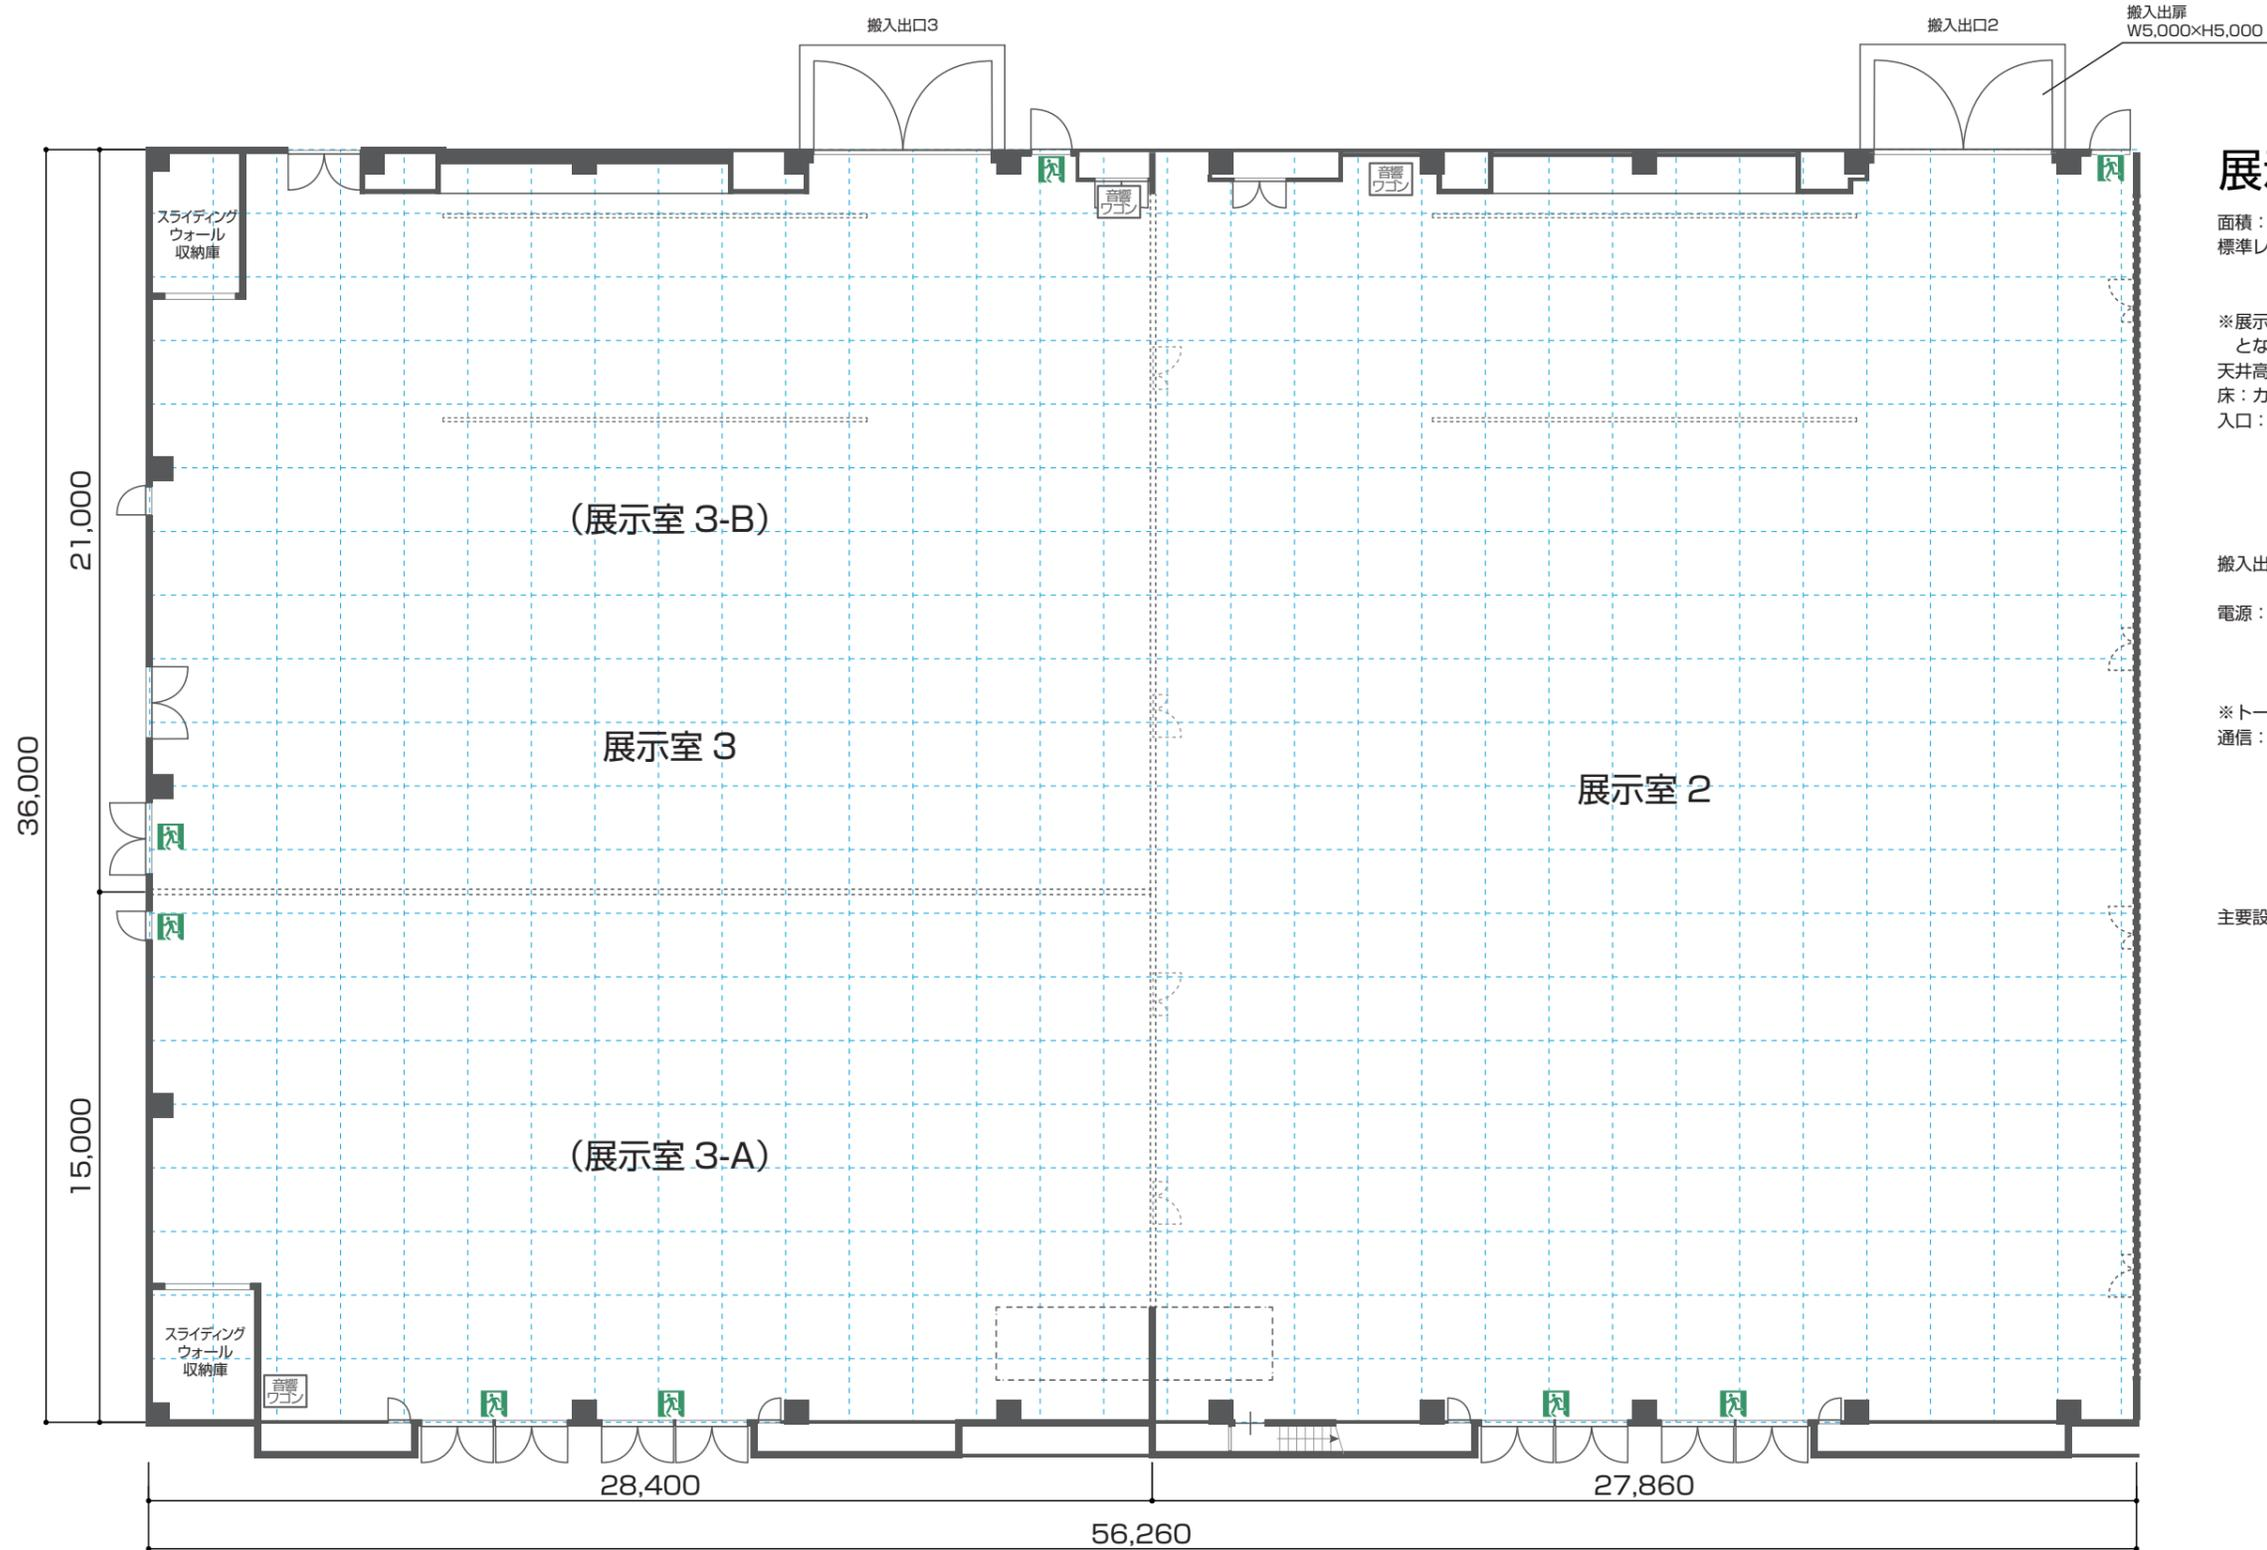 搬入出口3
搬入出口2
搬入出扉
W5,000×H5,000
音響
ワゴン
音響
ワゴン
スライディング
ウォール
収納庫
21,000
36,000
15,000
（展示室 3-B）
展示室 3
展示室 2
（展示室 3-A）
スライディング
ウォール
収納庫
音響
ワゴン
28,400
27,860
56,260
展
面積：
標準レ
※展示
とな
天井高
床：カ
入口：
搬入出
電源：
※トー
通信：
主要設